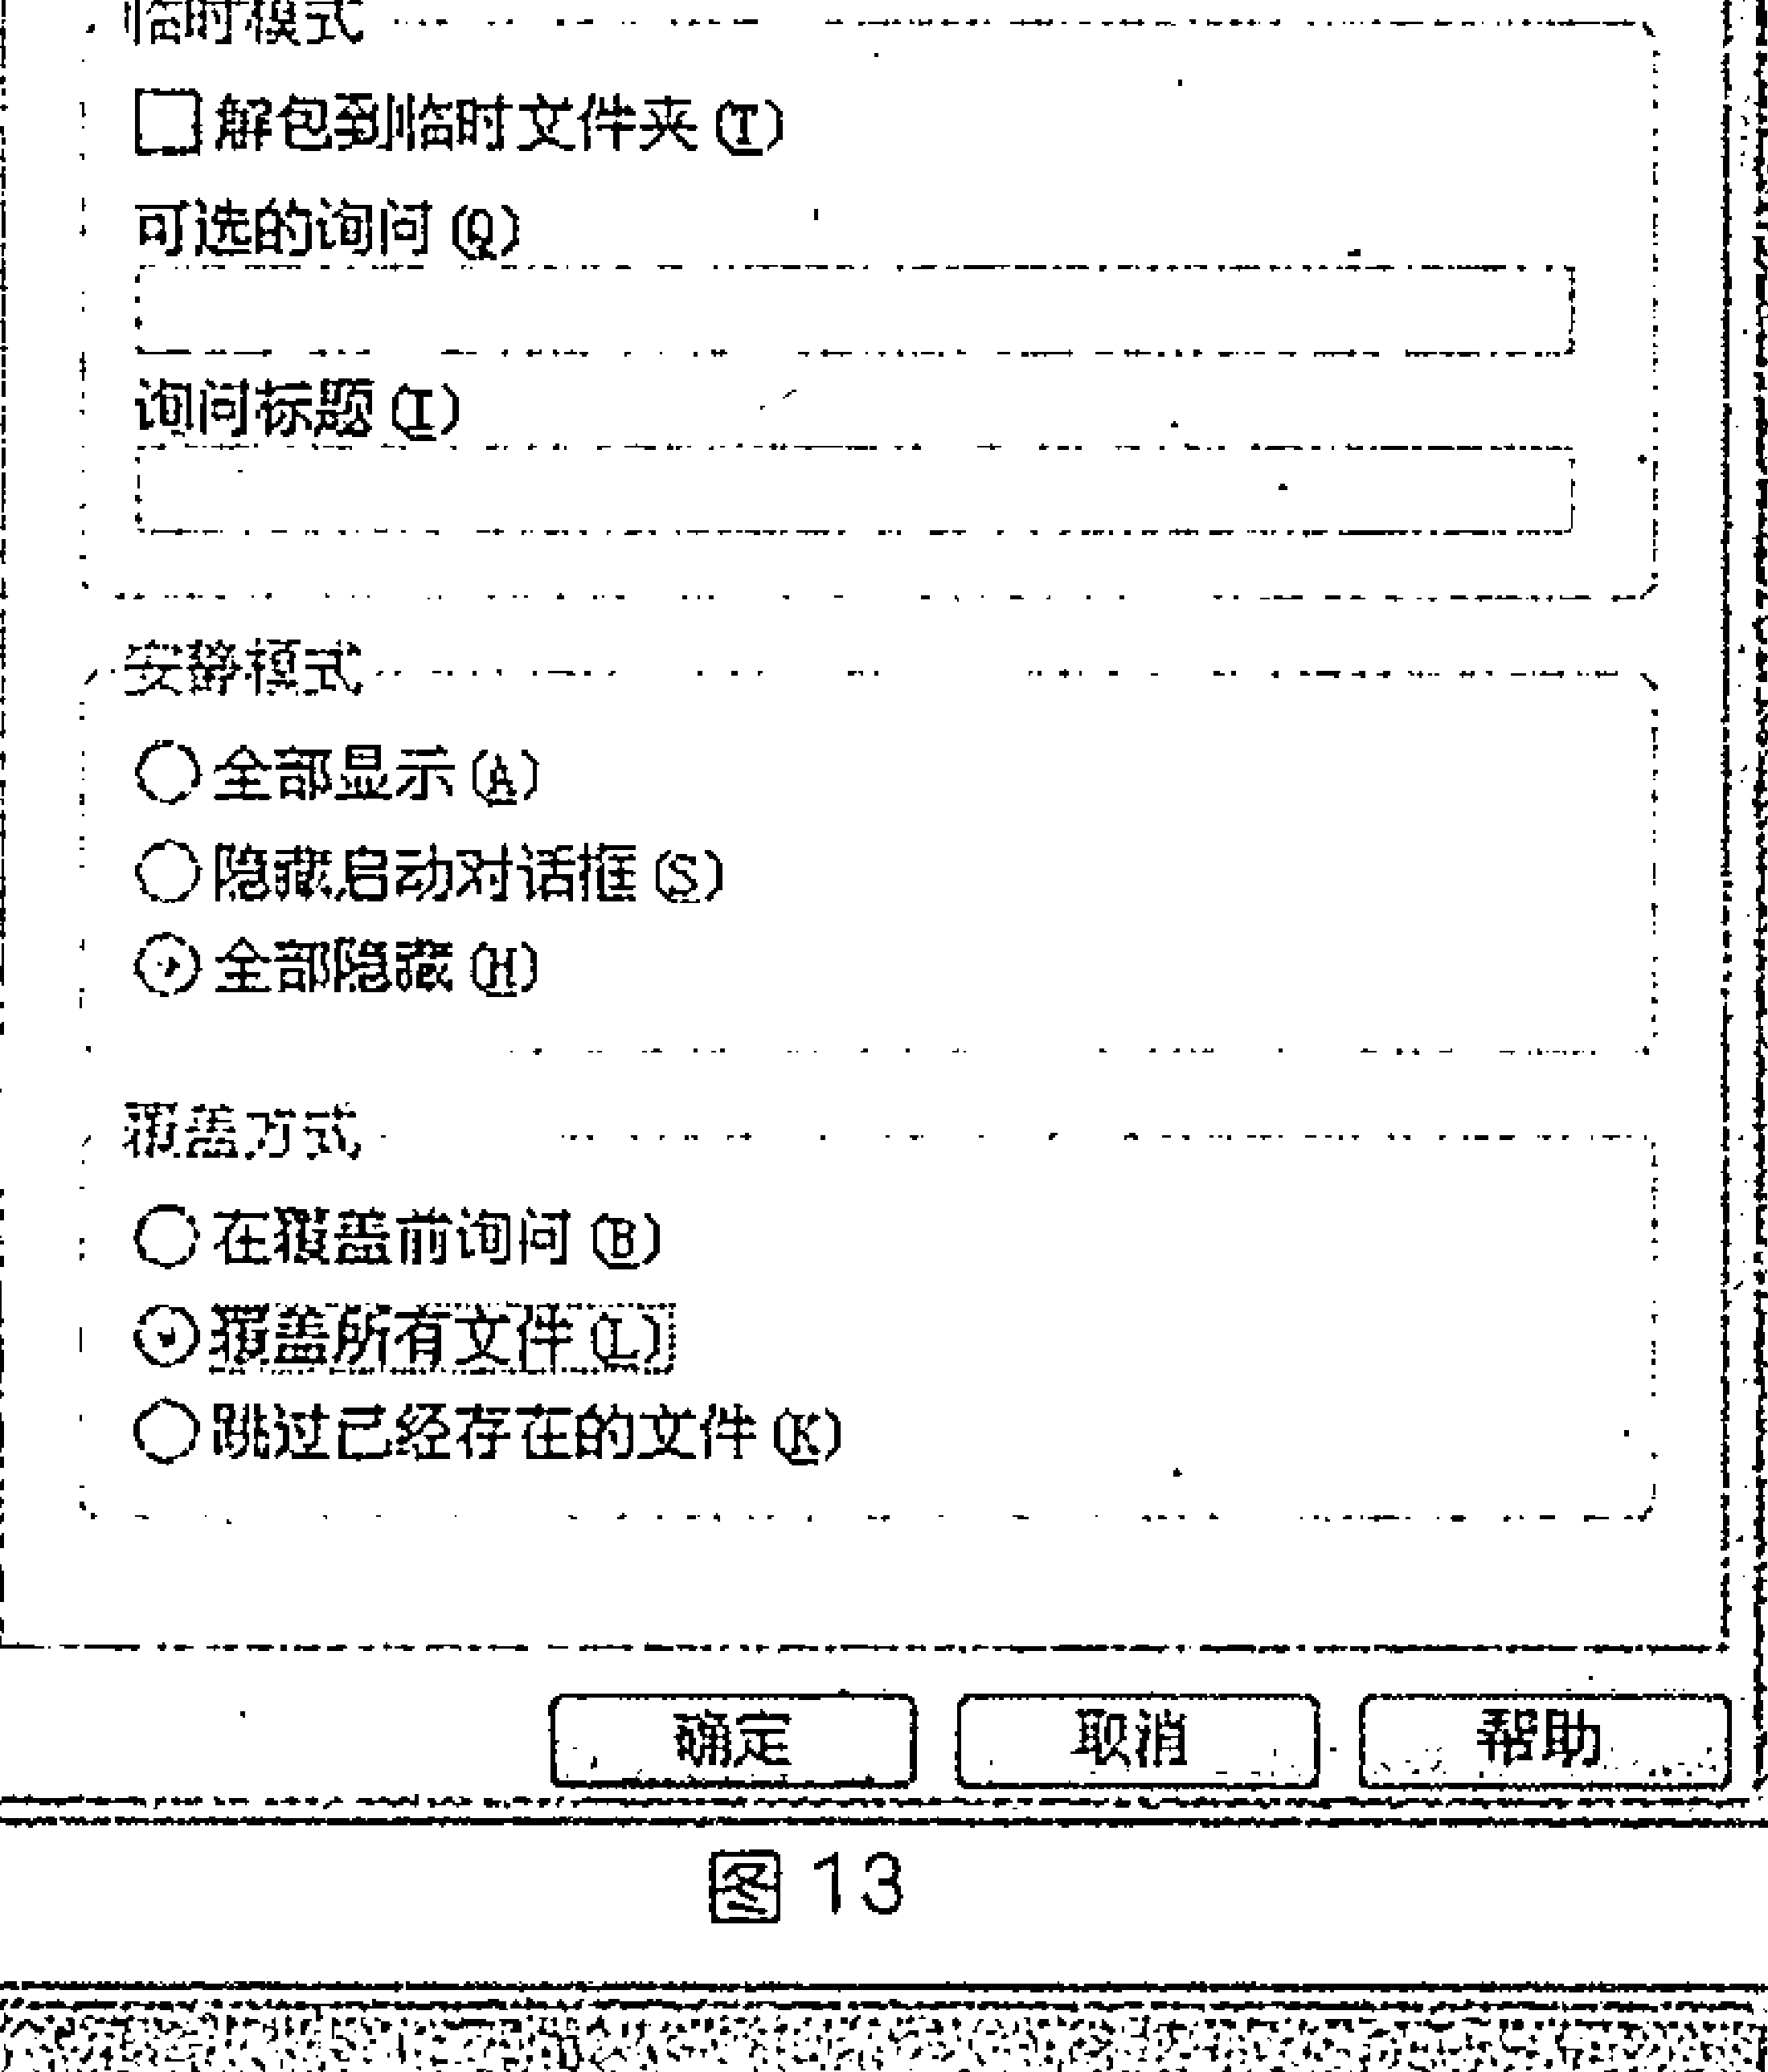 临时模式
解包到临时文件夹(T)
可选的询问(Q)
询问标题(I)
安静模式
全部显示(A)
隐藏启动对话框(S)
全部隐藏(H)
覆盖方式
在覆盖前询问(B)
覆盖所有文件(L)
跳过已经存在的文件(K)
确定 取消 帮助
图 13